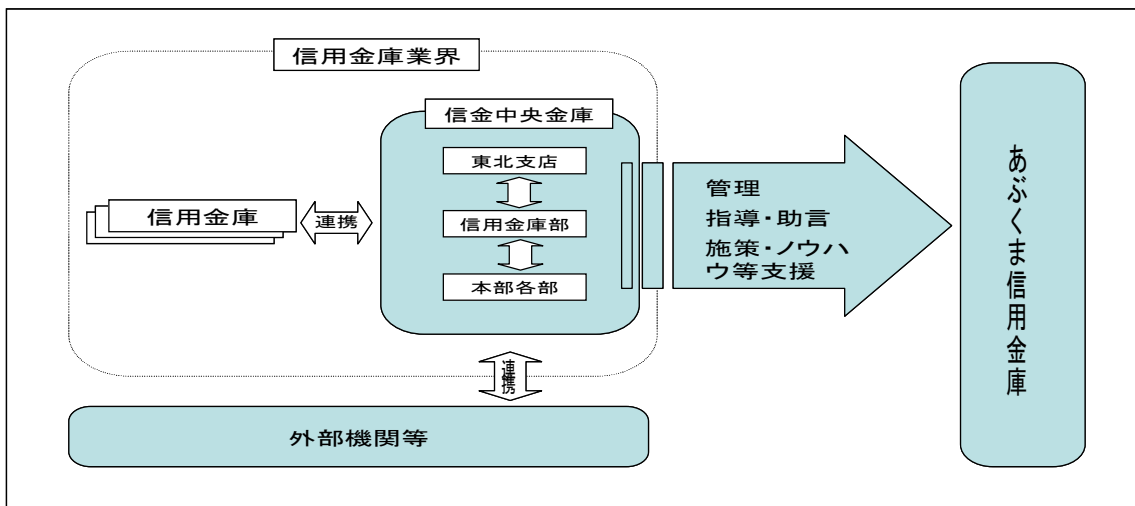 信用金庫業界
信金中央金庫
東北支店
信用金庫
連携
信用金庫部
本部各部
管理
指導・助言
施策・ノウハ
ウ等支援
あぶくま信用金庫
連携
外部機関等